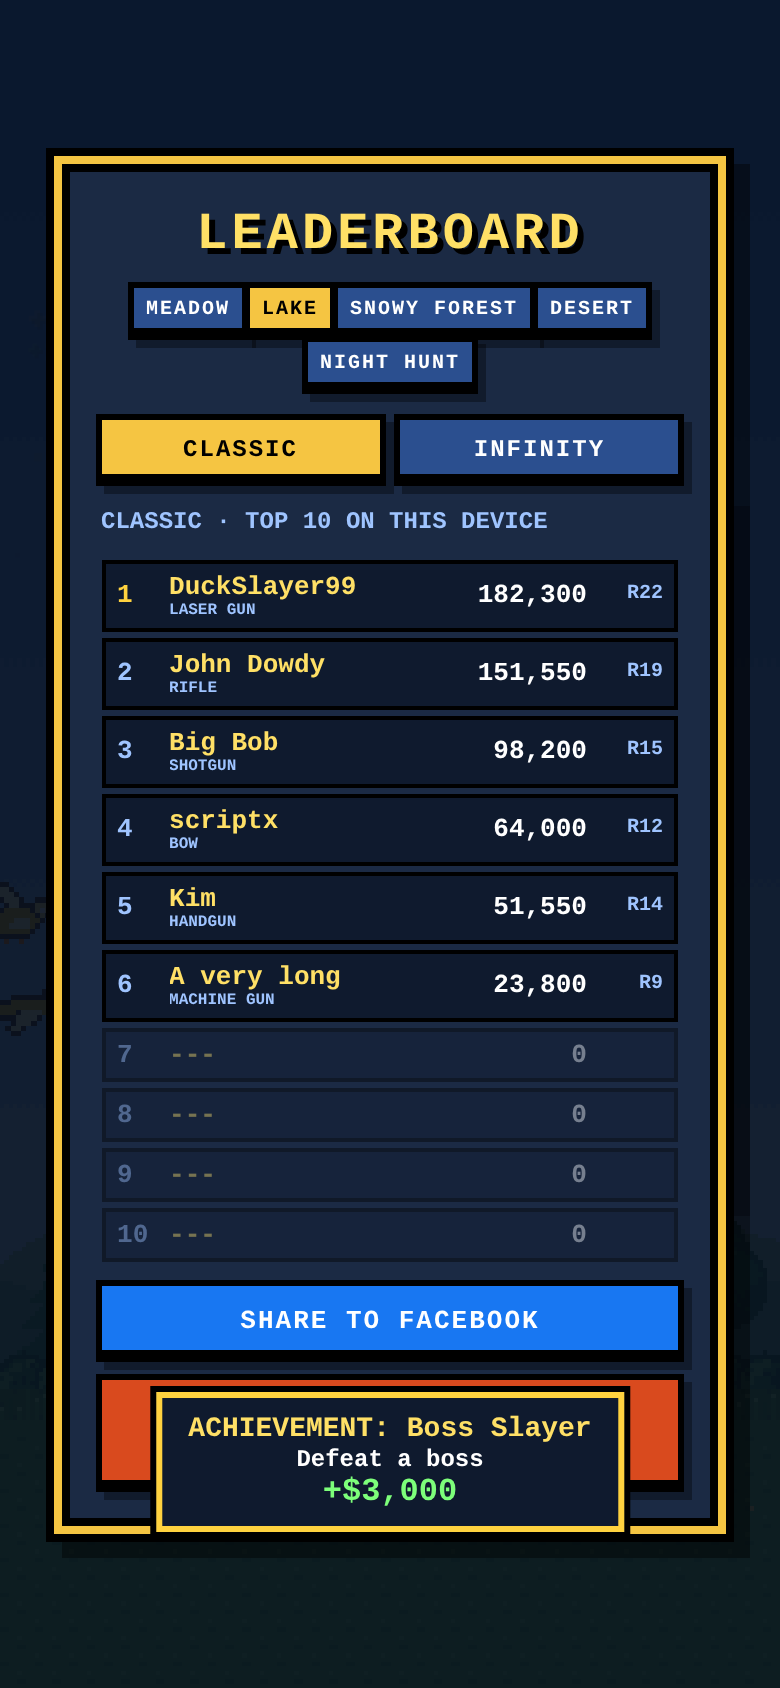 LEADERBOARD
MEADOW LAKE SNOWY FOREST DESERT
NIGHT HUNT
CLASSIC INFINITY
CLASSIC · TOP 10 ON THIS DEVICE
1 DuckSlayer99 182,300 R22
LASER GUN
2 John Dowdy 151,550 R19
RIFLE
3 Big Bob 98,200 R15
SHOTGUN
4 scriptx 64,000 R12
BOW
5 Kim 51,550 R14
HANDGUN
6 A very long 23,800 R9
MACHINE GUN
7 --- 0
8 --- 0
9 --- 0
10 --- 0
SHARE TO FACEBOOK
ACHIEVEMENT: Boss Slayer
Defeat a boss
+$3,000